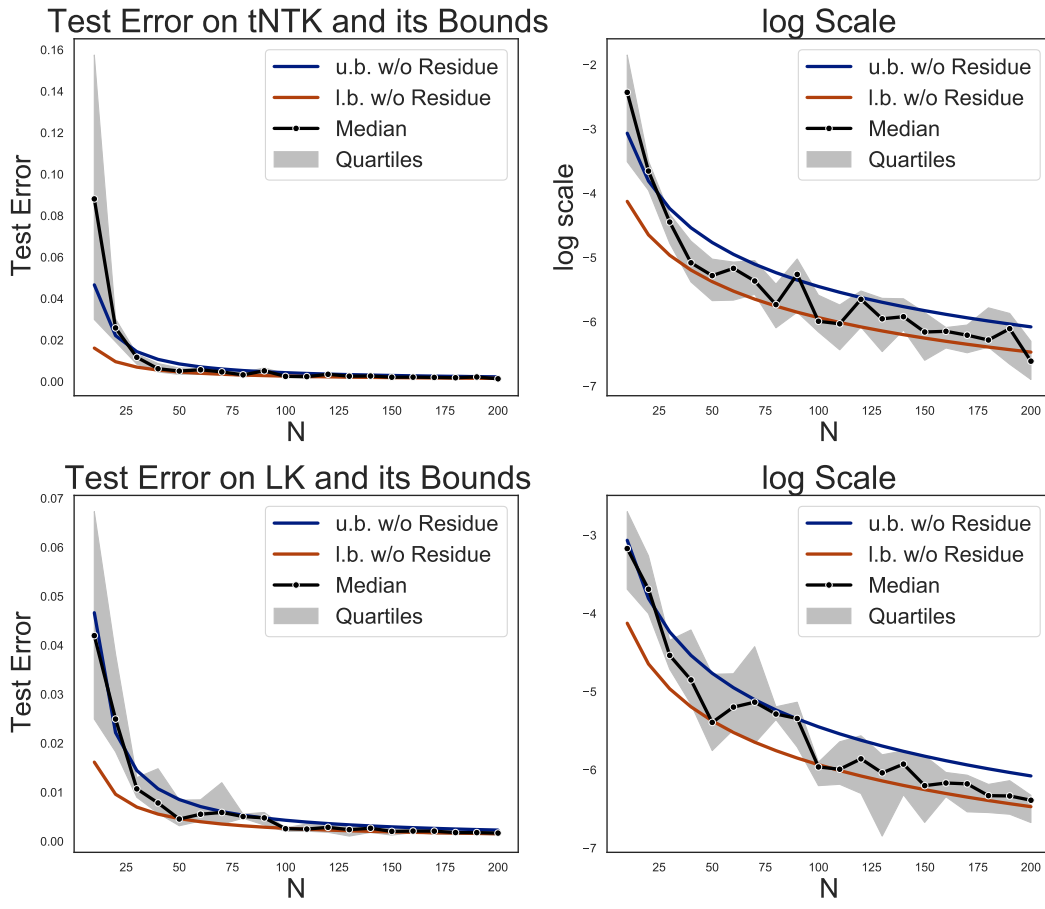 Test Error on tNTK and its Bounds
0.16
0.14
0.12
0.10
0.08
0.06
0.04
0.02
0.00
Test Error
u.b. w/o Residue
l.b. w/o Residue
Median
Quartiles
25 50 75 100 125 150 175 200
N
log Scale
−2
−3
−4
−5
−6
−7
log scale
u.b. w/o Residue
l.b. w/o Residue
Median
Quartiles
25 50 75 100 125 150 175 200
N
Test Error on LK and its Bounds
0.07
0.06
0.05
0.04
0.03
0.02
0.01
0.00
Test Error
u.b. w/o Residue
l.b. w/o Residue
Median
Quartiles
25 50 75 100 125 150 175 200
N
log Scale
−3
−4
−5
−6
−7
u.b. w/o Residue
l.b. w/o Residue
Median
Quartiles
25 50 75 100 125 150 175 200
N